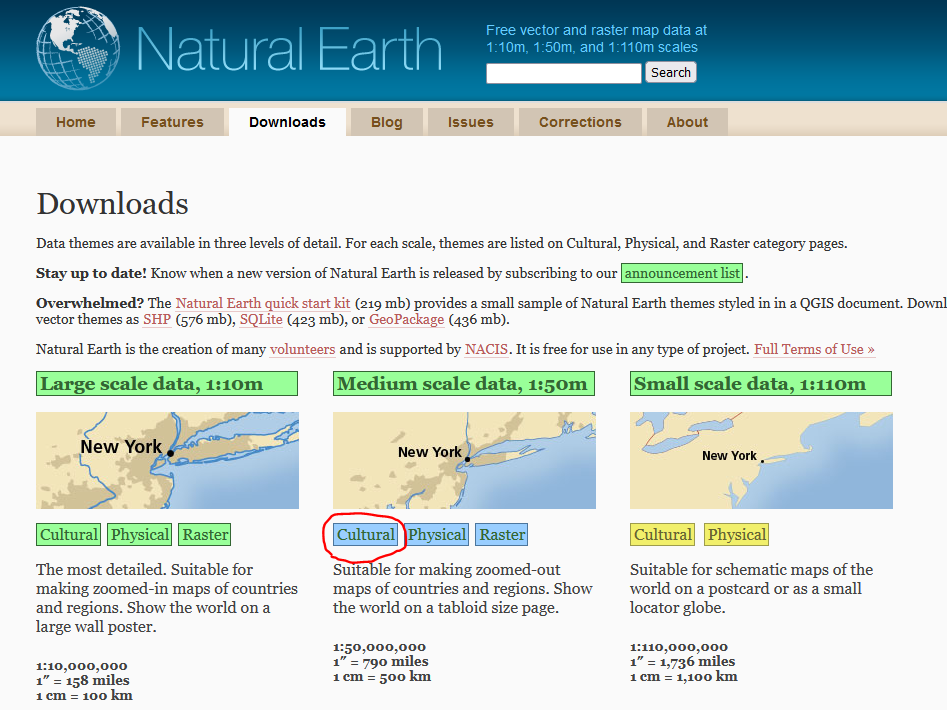 Natural Earth
Free vector and raster map data at
1:10m, 1:50m, and 1:110m scales
Search
Home Features Downloads Blog Issues Corrections About
Downloads
Data themes are available in three levels of detail. For each scale, themes are listed on Cultural, Physical, and Raster category pages.
Stay up to date! Know when a new version of Natural Earth is released by subscribing to our announcement list.
Overwhelmed? The Natural Earth quick start kit (219 mb) provides a small sample of Natural Earth themes styled in in a QGIS document. Downl
vector themes as SHP (576 mb), SQLite (423 mb), or GeoPackage (436 mb).
Natural Earth is the creation of many volunteers and is supported by NACIS. It is free for use in any type of project. Full Terms of Use »
Large scale data, 1:10m
New York
Cultural Physical Raster
The most detailed. Suitable for
making zoomed-in maps of countries
and regions. Show the world on a
large wall poster.
1:10,000,000
1″ = 158 miles
1 cm = 100 km
Medium scale data, 1:50m
New York
Cultural Physical Raster
Suitable for making zoomed-out
maps of countries and regions. Show
the world on a tabloid size page.
1:50,000,000
1″ = 790 miles
1 cm = 500 km
Small scale data, 1:110m
New York
Cultural Physical
Suitable for schematic maps of the
world on a postcard or as a small
locator globe.
1:110,000,000
1″ = 1,736 miles
1 cm = 1,100 km